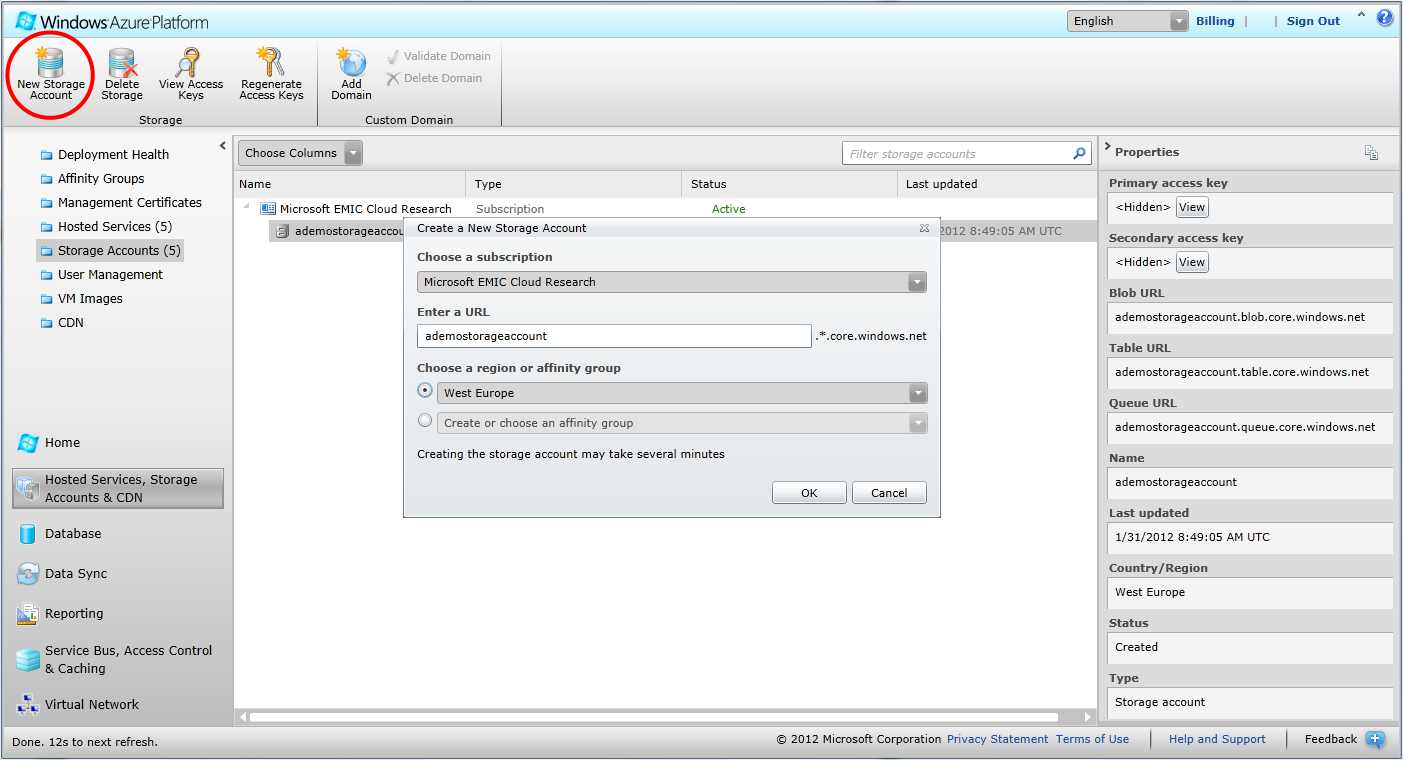 Windows Azure Platform
English
Billing | | Sign Out
New Storage
Account
Delete
Storage
View Access
Keys
Regenerate
Access Keys
Storage
Add
Domain
Validate Domain
Delete Domain
Custom Domain
Deployment Health
Affinity Groups
Management Certificates
Hosted Services (5)
Storage Accounts (5)
User Management
VM Images
CDN
Home
Hosted Services, Storage
Accounts & CDN
Database
Data Sync
Reporting
Service Bus, Access Control
& Caching
Virtual Network
Choose Columns
Filter storage accounts
Name Type Status Last updated
Microsoft EMIC Cloud Research Subscription Active
ademostorageaccou 2012 8:49:05 AM UTC
Create a New Storage Account
Choose a subscription
Microsoft EMIC Cloud Research
Enter a URL
ademostorageaccount .*.core.windows.net
Choose a region or affinity group
West Europe
Create or choose an affinity group
Creating the storage account may take several minutes
OK Cancel
Properties
Primary access key
<Hidden> View
Secondary access key
<Hidden> View
Blob URL
ademostorageaccount.blob.core.windows.net
Table URL
ademostorageaccount.table.core.windows.net
Queue URL
ademostorageaccount.queue.core.windows.net
Name
ademostorageaccount
Last updated
1/31/2012 8:49:05 AM UTC
Country/Region
West Europe
Status
Created
Type
Storage account
Done. 12s to next refresh.
© 2012 Microsoft Corporation Privacy Statement Terms of Use | Help and Support | Feedback